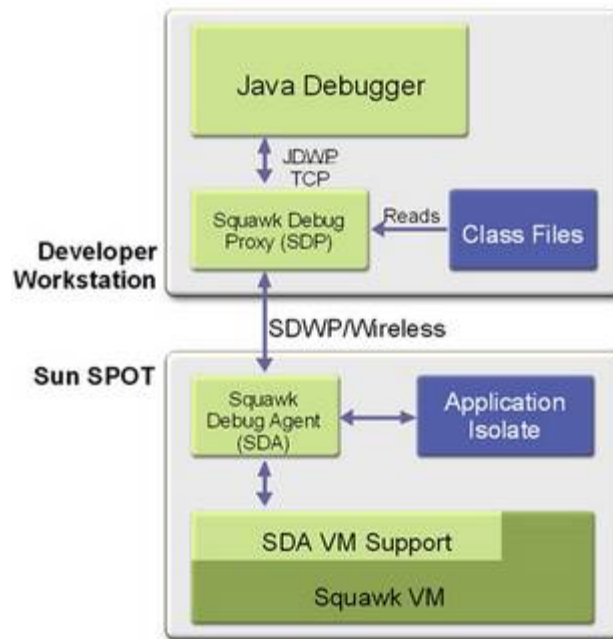 Java Debugger
JDWP
TCP
Squawk Debug
Proxy (SDP)
Reads
Class Files
Developer
Workstation
SDWP/Wireless
Sun SPOT
Squawk
Debug Agent
(SDA)
Application
Isolate
SDA VM Support
Squawk VM